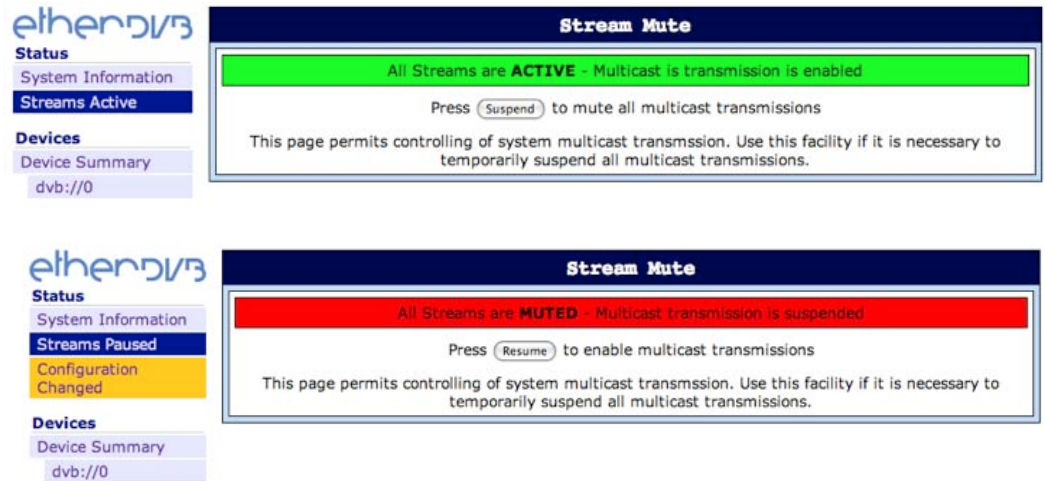 etherDVB
Status
System Information
Streams Active
Devices
Device Summary
dvb://0
Stream Mute
All Streams are ACTIVE - Multicast is transmission is enabled
Press Suspend to mute all multicast transmissions
This page permits controlling of system multicast transmssion. Use this facility if it is necessary to
temporarily suspend all multicast transmissions.
etherDVB
Status
System Information
Streams Paused
Configuration
Changed
Devices
Device Summary
dvb://0
Stream Mute
All Streams are MUTED - Multicast transmission is suspended
Press Resume to enable multicast transmissions
This page permits controlling of system multicast transmssion. Use this facility if it is necessary to
temporarily suspend all multicast transmissions.